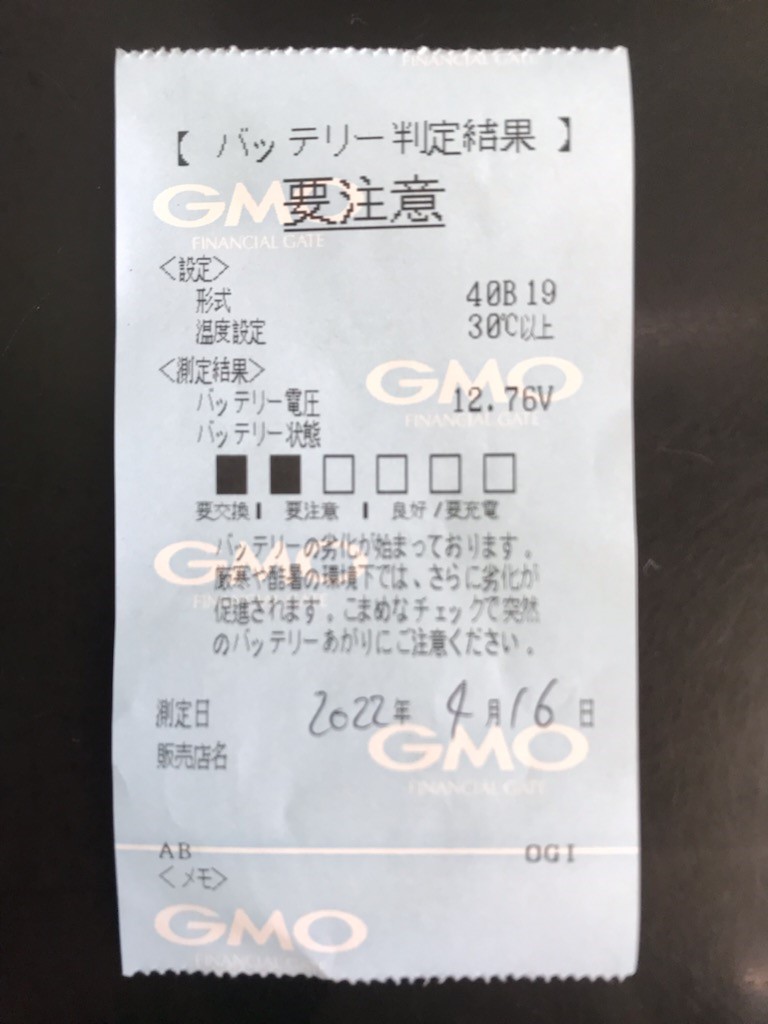 FINANCIAL GATE
【 バッテリー判定結果 】
要注意
GMO
FINANCIAL GATE
<設定>
形式 40B19
温度設定 30℃以上
<測定結果>
GMO
バッテリー電圧 12.76V
FINANCIAL GATE
バッテリー状態
■ ■ □ □ □ □
要交換 | 要注意 | 良好/要充電
バッテリーの劣化が始まっております。
GMO
厳寒や酷暑の環境下では、さらに劣化が
FINANCIAL GATE
促進されます。こまめなチェックで突然
のバッテリーあがりにご注意ください。
測定日 2022年 4月16日
販売店名
GMO
FINANCIAL GATE
AB OGI
<メモ>
GMO
FINANCIAL GATE